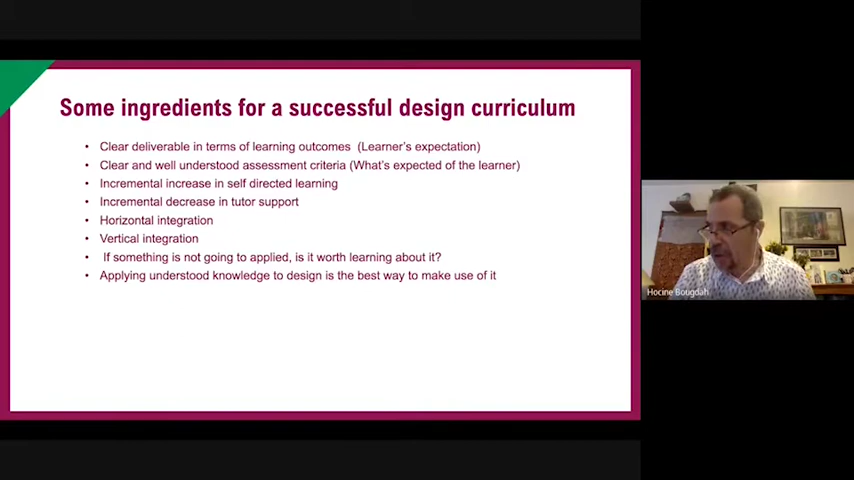 Some ingredients for a successful design curriculum
• Clear deliverable in terms of learning outcomes (Learner's expectation)
• Clear and well understood assessment criteria (What's expected of the learner)
• Incremental increase in self directed learning
• Incremental decrease in tutor support
• Horizontal integration
• Vertical integration
• If something is not going to applied, is it worth learning about it?
• Applying understood knowledge to design is the best way to make use of it
Hocine Bougdah